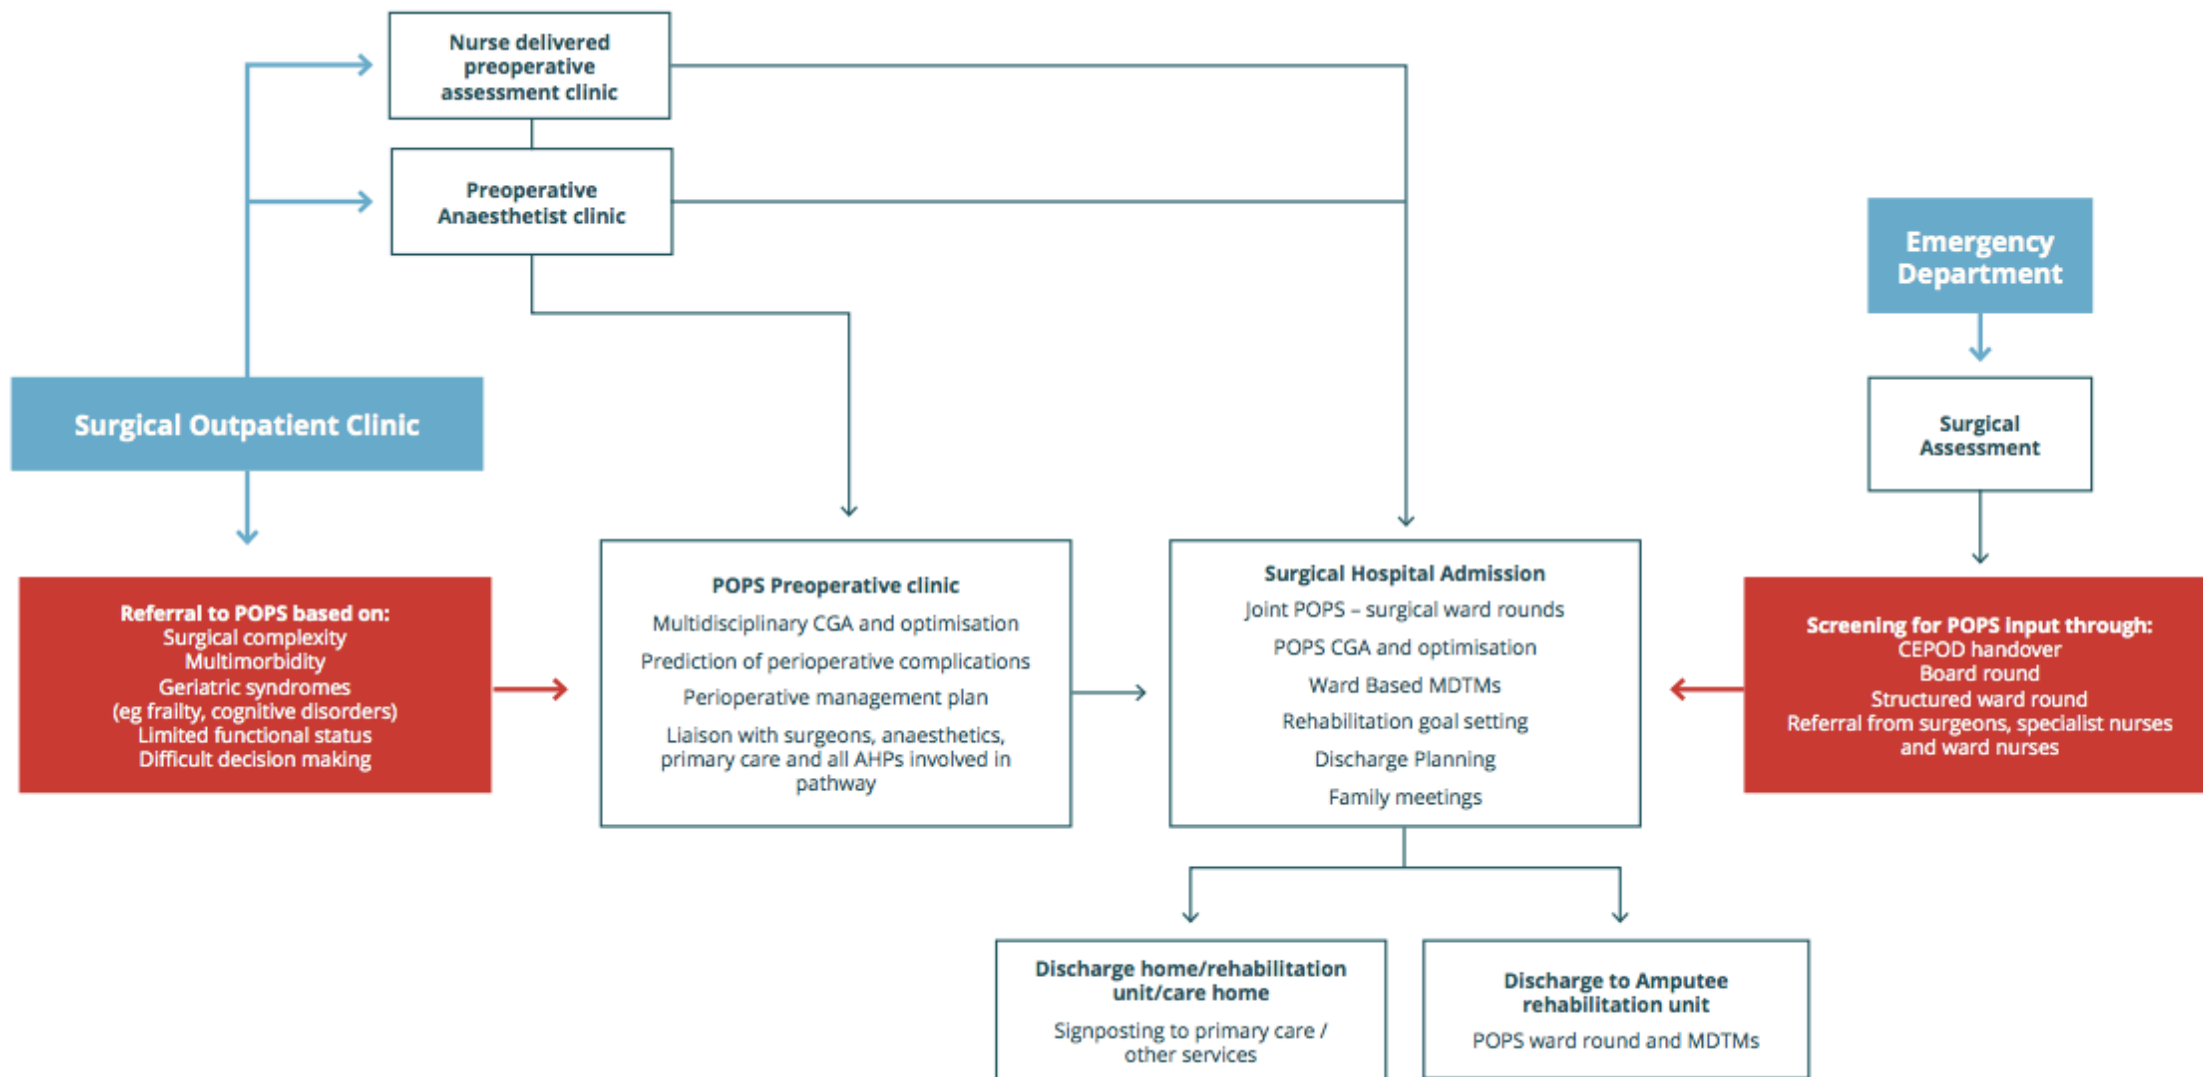 Nurse delivered
preoperative
assessment clinic
Preoperative
Anaesthetist clinic
Emergency
Department
Surgical Outpatient Clinic
Surgical
Assessment
Referral to POPS based on:
Surgical complexity
Multimorbidity
Geriatric syndromes
(eg frailty, cognitive disorders)
Limited functional status
Difficult decision making
POPS Preoperative clinic
Multidisciplinary CGA and optimisation
Prediction of perioperative complications
Perioperative management plan
Liaison with surgeons, anaesthetics,
primary care and all AHPs involved in
pathway
Surgical Hospital Admission
Joint POPS – surgical ward rounds
POPS CGA and optimisation
Ward Based MDTMs
Rehabilitation goal setting
Discharge Planning
Family meetings
Screening for POPS input through:
CEPOD handover
Board round
Structured ward round
Referral from surgeons, specialist nurses
and ward nurses
Discharge home/rehabilitation
unit/care home
Signposting to primary care /
other services
Discharge to Amputee
rehabilitation unit
POPS ward round and MDTMs